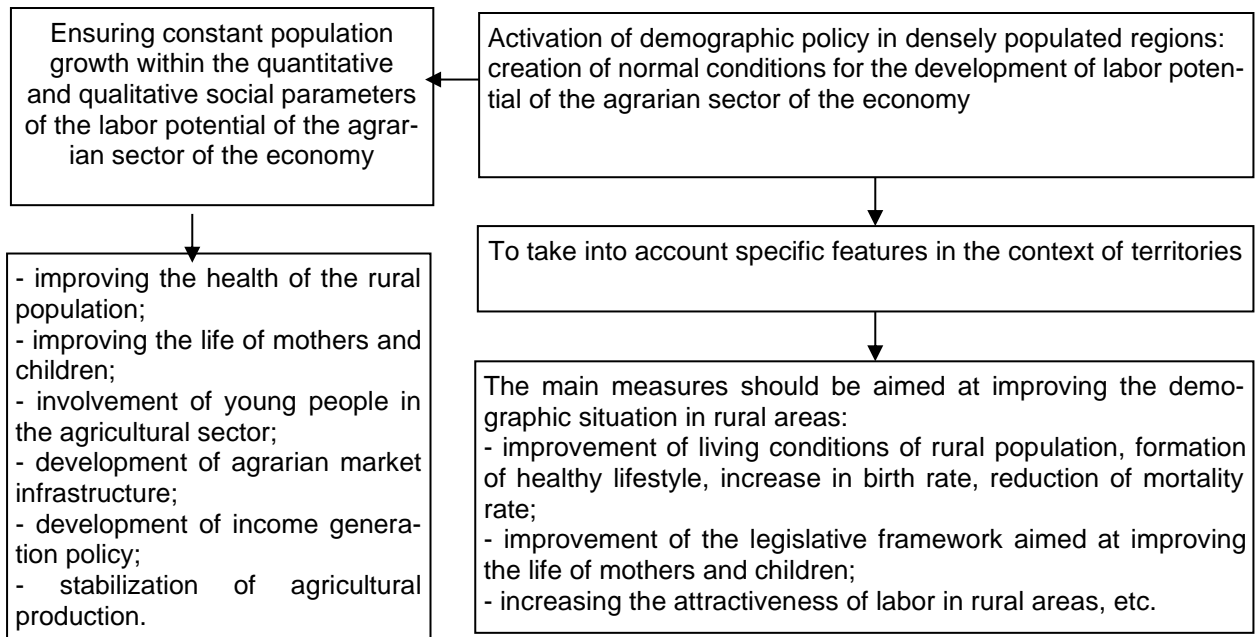 Ensuring constant population
growth within the quantitative
and qualitative social parameters
of the labor potential of the agrar-
ian sector of the economy
Activation of demographic policy in densely populated regions:
creation of normal conditions for the development of labor poten-
tial of the agrarian sector of the economy
To take into account specific features in the context of territories
- improving the health of the rural
population;
- improving the life of mothers and
children;
- involvement of young people in
the agricultural sector;
- development of agrarian market
infrastructure;
- development of income genera-
tion policy;
- stabilization of agricultural
production.
The main measures should be aimed at improving the demo-
graphic situation in rural areas:
- improvement of living conditions of rural population, formation
of healthy lifestyle, increase in birth rate, reduction of mortality
rate;
- improvement of the legislative framework aimed at improving
the life of mothers and children;
- increasing the attractiveness of labor in rural areas, etc.